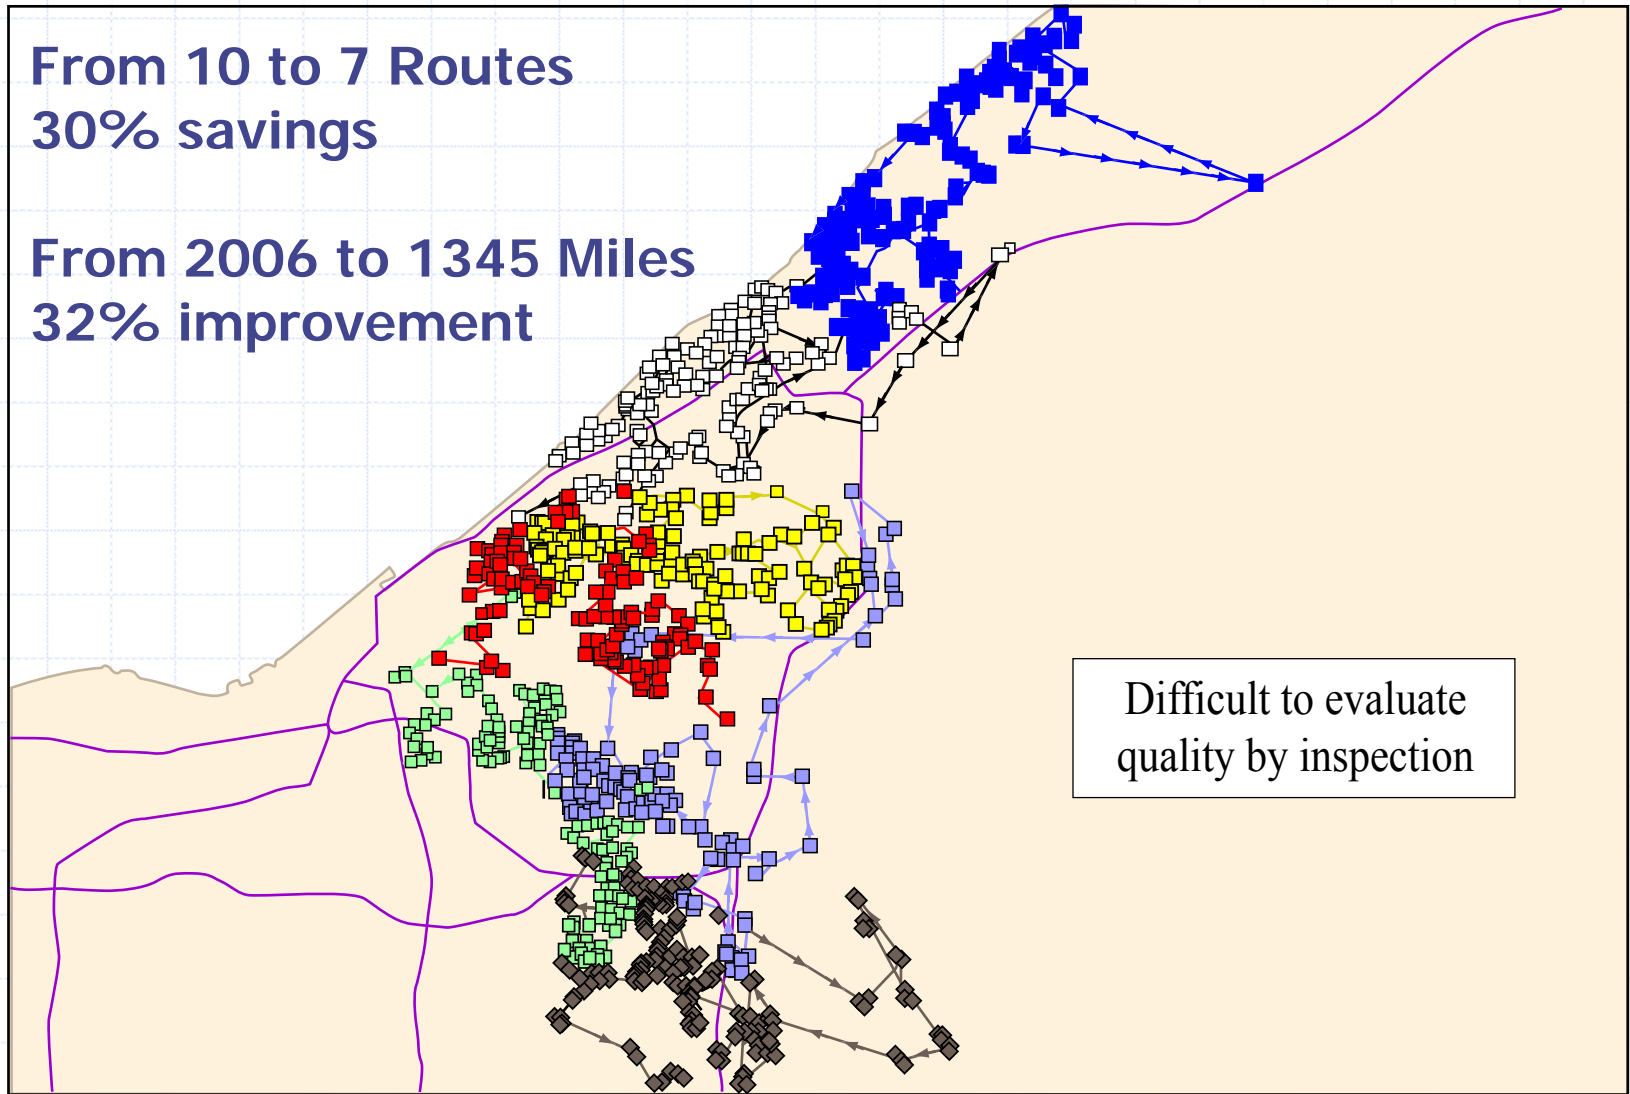 From 10 to 7 Routes
30% savings
From 2006 to 1345 Miles
32% improvement
Difficult to evaluate
quality by inspection